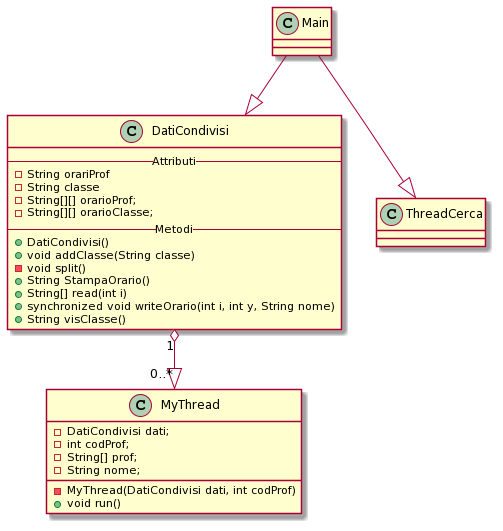 C Main
C DatiCondivisi
Attributi
String orariProf
String classe
String[][] orarioProf;
String[][] orarioClasse;
Metodi
DatiCondivisi()
void addClasse(String classe)
void split()
String StampaOrario()
String[] read(int i)
synchronized void writeOrario(int i, int y, String nome)
String visClasse()
C ThreadCerca
1
0..*
C MyThread
DatiCondivisi dati;
int codProf;
String[] prof;
String nome;
MyThread(DatiCondivisi dati, int codProf)
void run()